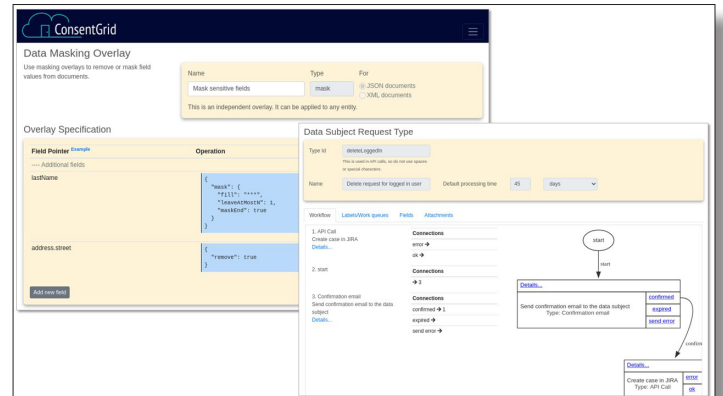 ConsentGrid
Data Masking Overlay
Use masking overlays to remove or mask field
values from documents.
Name
Type
For
Mask sensitive fields
mask
JSON documents
XML documents
This is an independent overlay. It can be applied to any entity.
Overlay Specification
Field Pointer Example
Operation
---- Additional fields
lastName
{
"mask": {
"fill": "***",
"leaveAtMostN": 1,
"maskEnd": true
}
}
address.street
{
"remove": true
}
Add new field
Data Subject Request Type
Type Id
deleteLoggedIn
This is used in API calls, so do not use spaces
or special characters.
Name
Delete request for logged in user
Default processing time
45
days
Workflow
Labels/Work queues
Fields
Attachments
1. API Call
Create case in JIRA
Details...
Connections
error →
ok →
2. start
Connections
→ 3
3. Confirmation email
Send confirmation email to the data
subject
Details...
Connections
confirmed → 1
expired →
send error →
start
start
Details...
Send confirmation email to the data subject
Type: Confirmation email
confirmed
expired
send error
confirm
Details...
Create case in JIRA
Type: API Call
error
ok